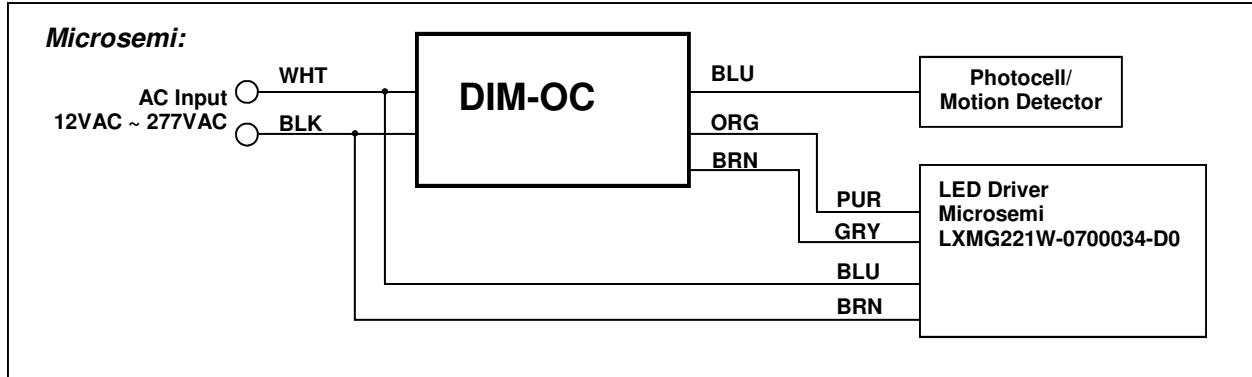 Microsemi:
WHT
AC Input
12VAC ~ 277VAC
BLK
DIM-OC
BLU
ORG
BRN
Photocell/
Motion Detector
PUR
GRY
BLU
BRN
LED Driver
Microsemi
LXMG221W-0700034-D0